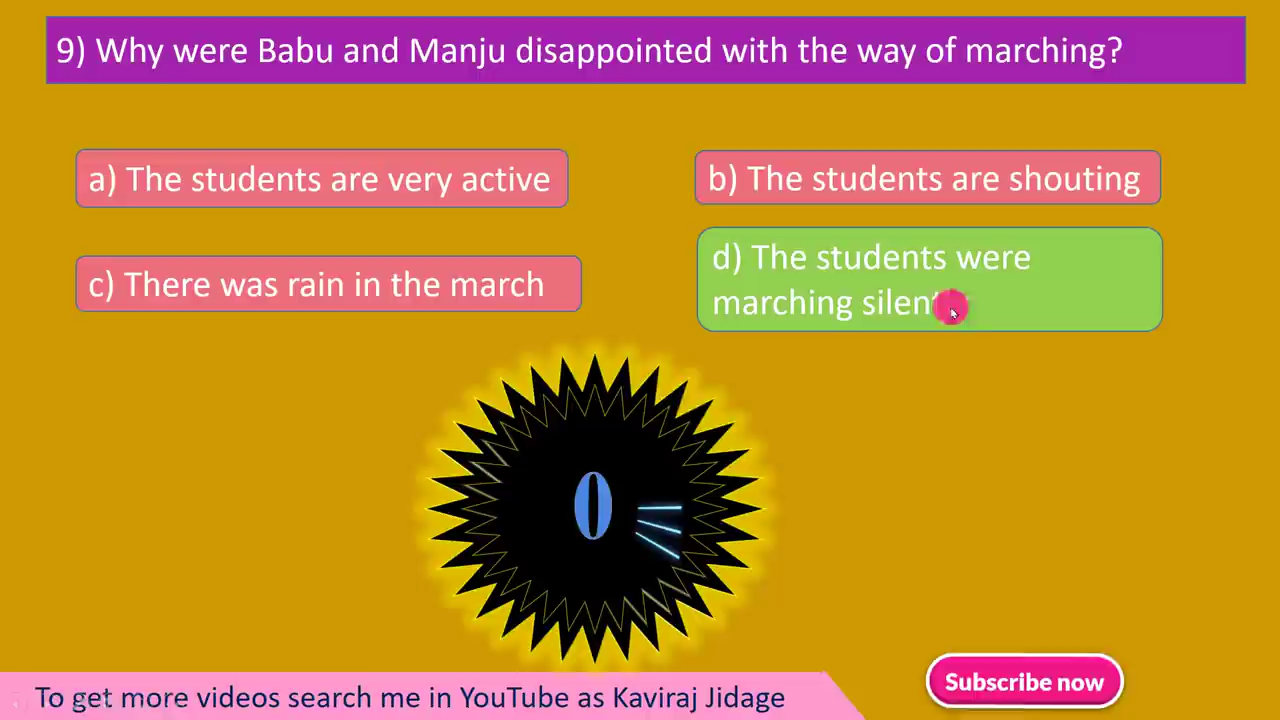 9) Why were Babu and Manju disappointed with the way of marching?
a) The students are very active
b) The students are shouting
c) There was rain in the march
d) The students were
marching
0
To get more videos search me in YouTube as Kaviraj Jidage
Subscribe now